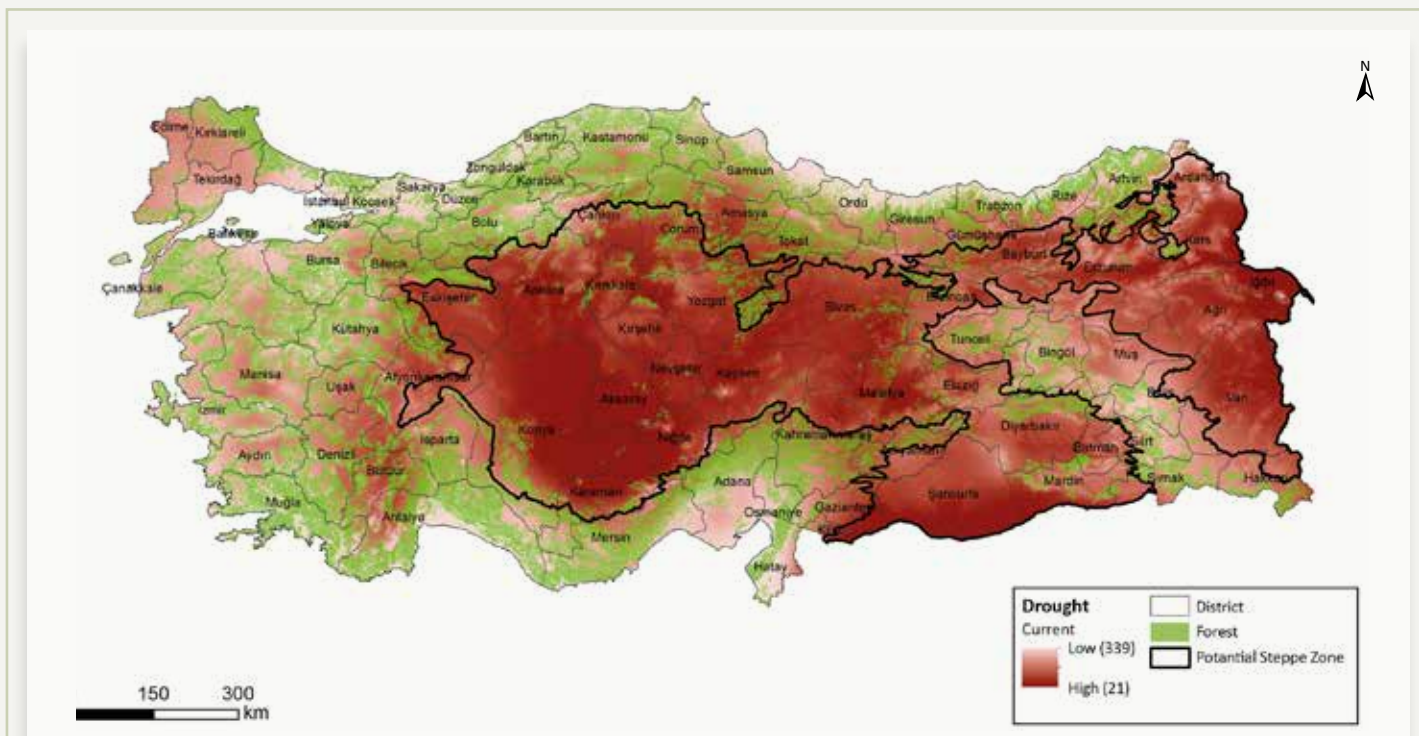 N
Edirne
Kırklareli
Tekirdağ
İstanbul
Kocaeli
Yalova
Sakarya
Düzce
Zonguldak
Bartın
Karabük
Kastamonu
Sinop
Samsun
Bolu
Çankırı
Çorum
Amasya
Tokat
Ordu
Giresun
Trabzon
Rize
Artvin
Ardahan
Kars
Iğdır
Ağrı
Erzurum
Bayburt
Gümüşhane
Çanakkale
Bursa
Bilecik
Eskişehir
Ankara
Kırıkkale
Yozgat
Sivas
Erzincan
Tunceli
Bingöl
Muş
Van
Kütahya
Kırşehir
Manisa
Uşak
Afyonkarahisar
Nevşehir
Kayseri
Malatya
Elazığ
İzmir
Aksaray
Konya
Niğde
Kahramanmaraş
Diyarbakır
Batman
Siirt
Aydın
Denizli
Isparta
Burdur
Adana
Şanlıurfa
Mardin
Şırnak
Hakkari
Muğla
Antalya
Karaman
Mersin
Osmaniye
Gaziantep
Hatay
Drought
Current
Low (339)
High (21)
District
Forest
Potantial Steppe Zone
150 300
km